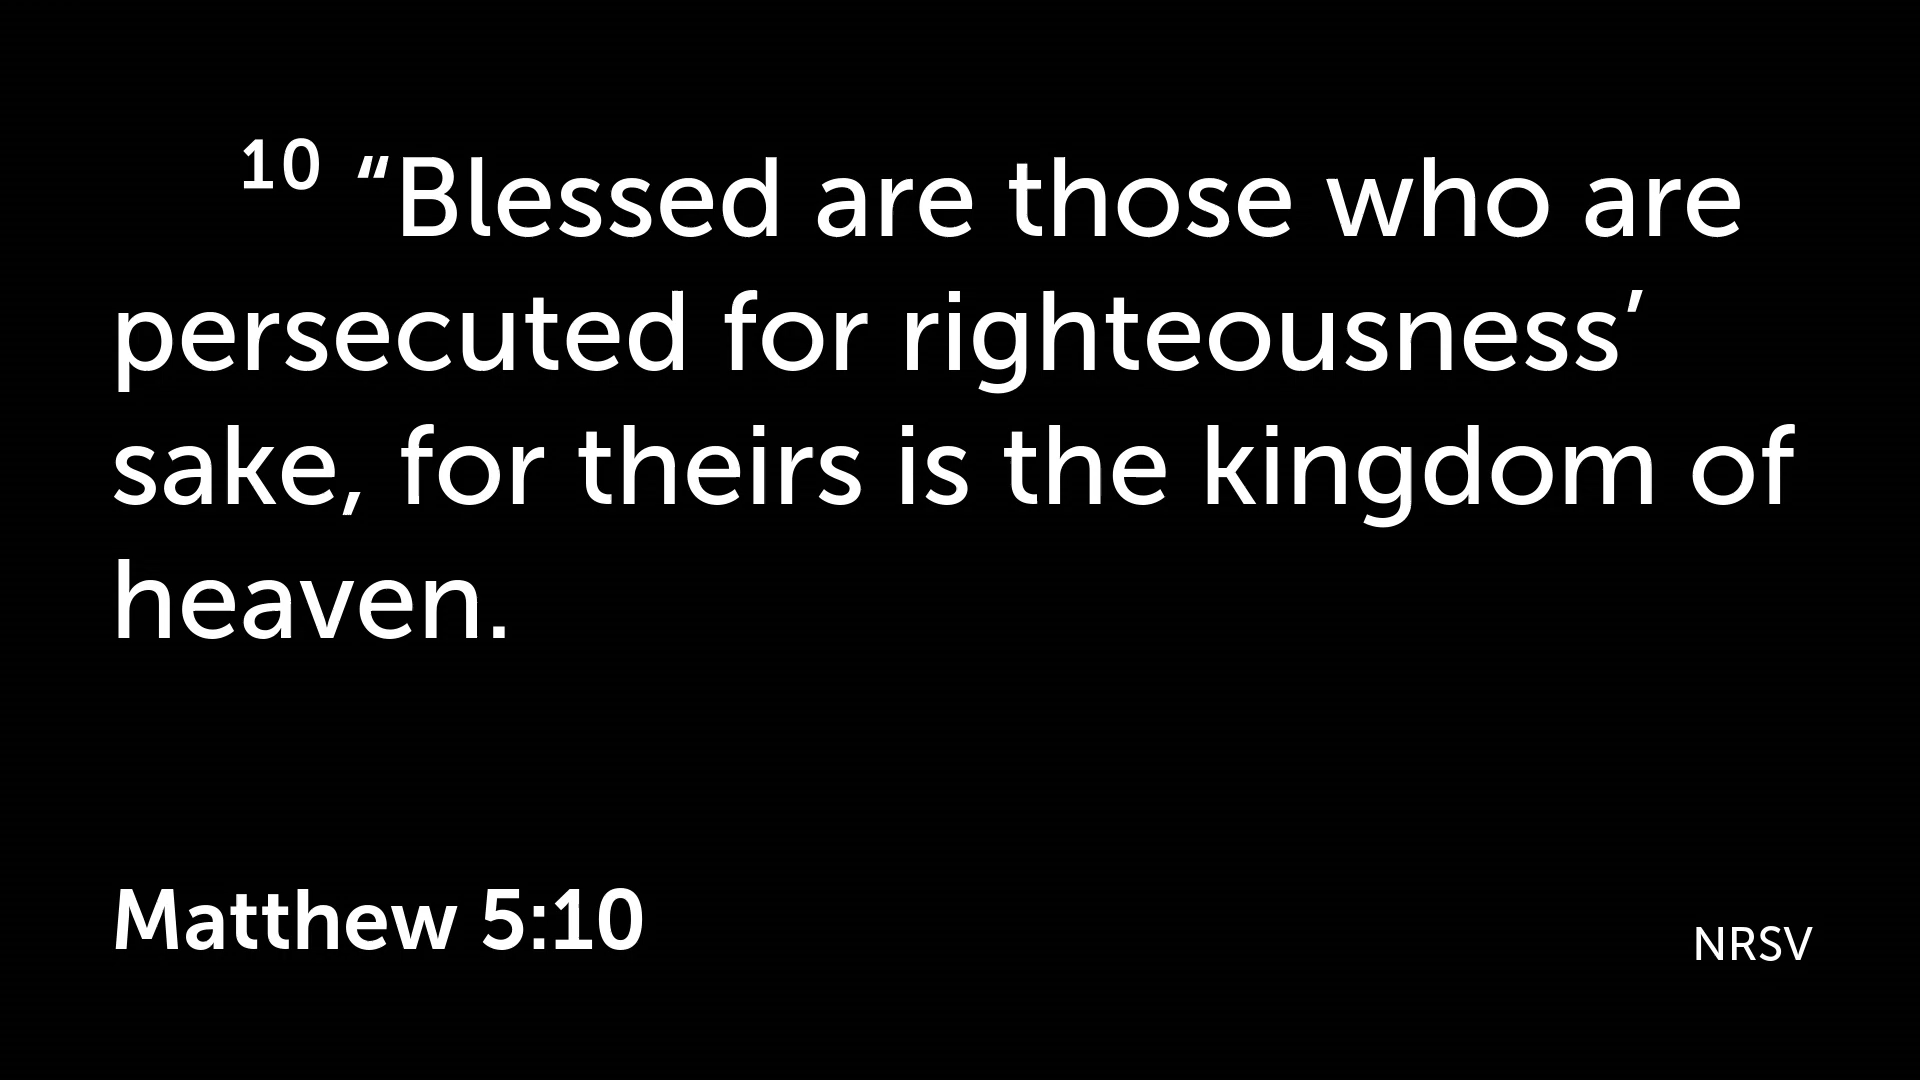 10 “Blessed are those who are
persecuted for righteousness’
sake, for theirs is the kingdom of
heaven.
Matthew 5:10
NRSV